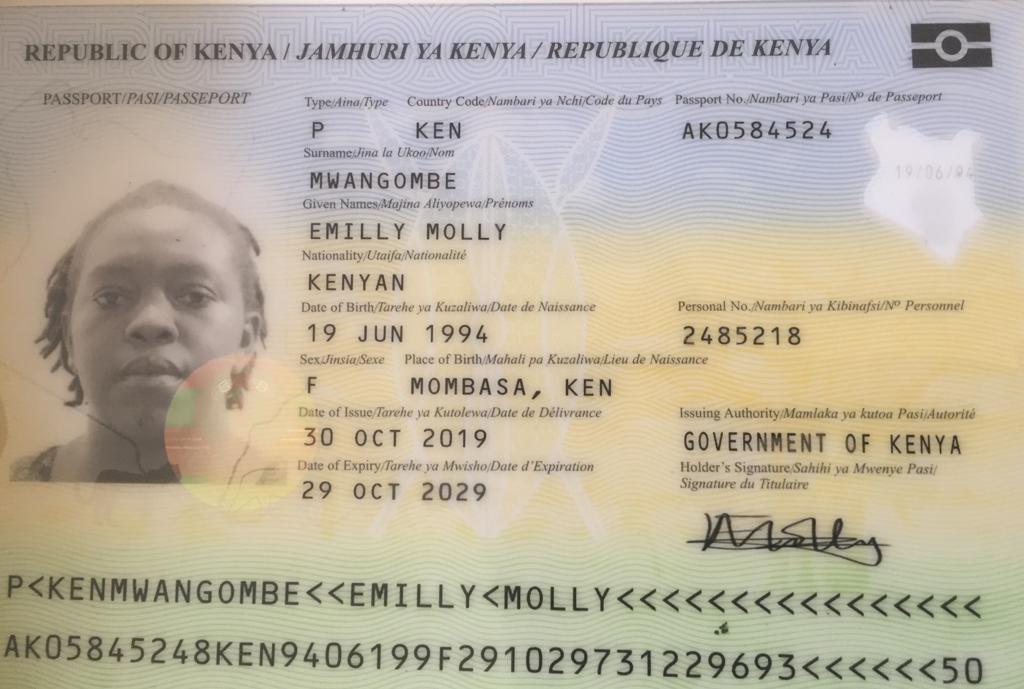 REPUBLIC OF KENYA / JAMHURI YA KENYA / REPUBLIQUE DE KENYA
PASSPORT/PASI/PASSEPORT
Type/Aina/Type Country Code/Nambari ya Nchi/Code du Pays Passport No./Nambari ya Pasi/Nº de Passeport
P KEN AK0584524
Surname/Jina la Ukoo/Nom
19/06/94
MWANGOMBE
Given Names/Majina Aliyopewa/Prénoms
EMILLY MOLLY
Nationality/Utaifa/Nationalité
KENYAN
Date of Birth/Tarehe ya Kuzaliwa/Date de Naissance Personal No./Nambari ya Kibinafsi/Nº Personnel
19 JUN 1994 2485218
Sex/Jinsia/Sexe Place of Birth/Mahali pa Kuzaliwa/Lieu de Naissance
F MOMBASA, KEN
Date of Issue/Tarehe ya Kutolewa/Date de Délivrance Issuing Authority/Mamlaka ya kutoa Pasi/Autorité
30 OCT 2019 GOVERNMENT OF KENYA
Date of Expiry/Tarehe ya Mwisho/Date d'Expiration Holder's Signature/Sahihi ya Mwenye Pasi/
Signature du Titulaire
29 OCT 2029
P<KENMWANGOMBE<<EMILLY<MOLLY<<<<<<<<<<<<<<<<
AK05845248KEN9406199F291029731229693<<<<<<50